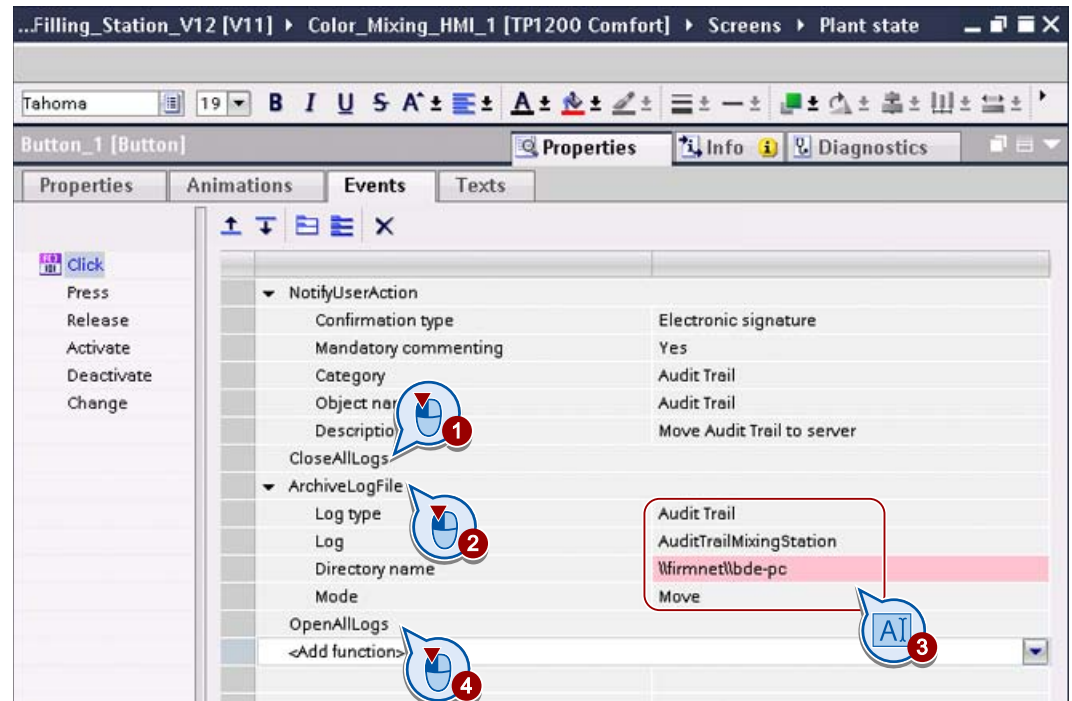 ...Filling_Station_V12 [V11] ▸ Color_Mixing_HMI_1 [TP1200 Comfort] ▸ Screens ▸ Plant state
Tahoma 19 B I U S A A
Button_1 [Button] Properties Info Diagnostics
Properties Animations Events Texts
Click
Press
Release
Activate
Deactivate
Change
NotifyUserAction
Confirmation type Electronic signature
Mandatory commenting Yes
Category Audit Trail
Object Audit Trail
Move Audit Trail to server
1
CloseAllLogs
ArchiveLogFile
Log type Audit Trail
Log AuditTrailMixingStation
2
Directory name \\firmnet\\bde-pc
Mode Move
OpenAllLogs
AI
3
<Add function>
4